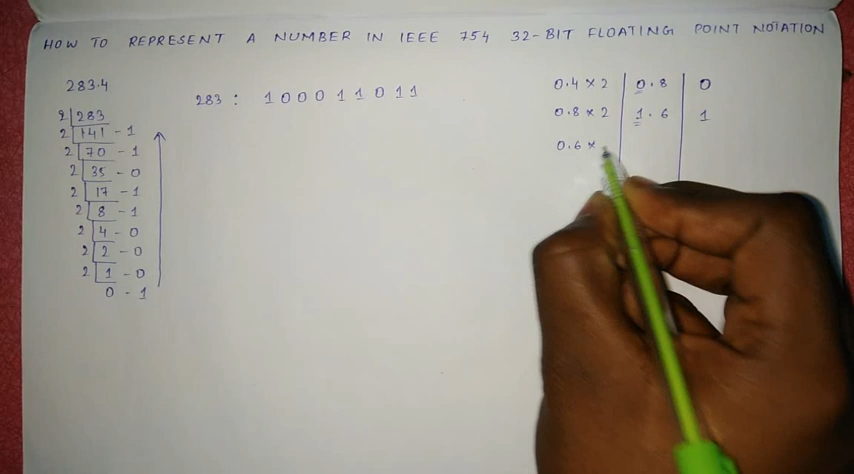 HOW TO REPRESENT A NUMBER IN IEEE 754 32-BIT FLOATING POINT NOTATION
283.4
2 283
2 141 - 1
2 70 - 1
2 35 - 0
2 17 - 1
2 8 - 1
2 4 - 0
2 2 - 0
2 1 - 0
0 - 1
283 : 1 0 0 0 1 1 0 1 1
0.4 × 2 0.8 0
0.8 × 2 1.6 1
0.6 ×